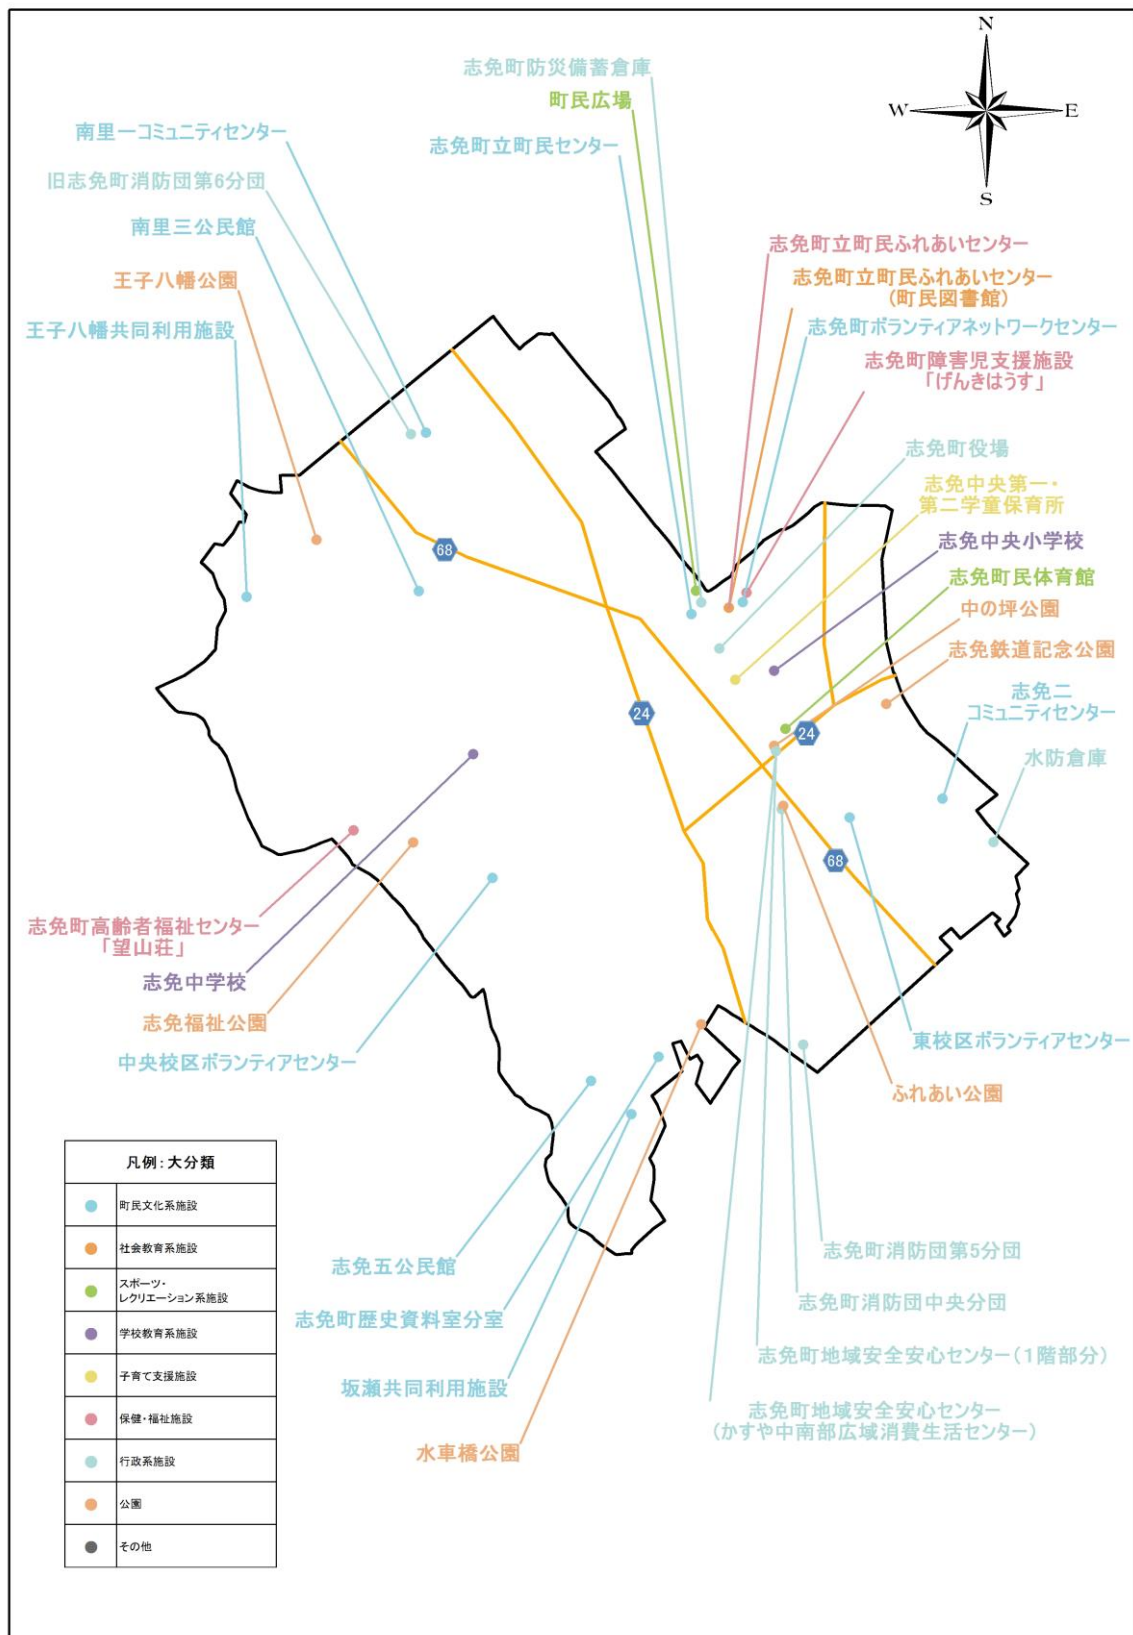 N
W
E
S
志免町防災備蓄倉庫
町民広場
志免町立町民センター
南里一コミュニティセンター
旧志免町消防団第6分団
南里三公民館
王子八幡公園
王子八幡共同利用施設
志免町立町民ふれあいセンター
志免町立町民ふれあいセンター
(町民図書館)
志免町ボランティアネットワークセンター
志免町障害児支援施設
「げんきはうす」
志免町役場
志免中央第一・
第二学童保育所
志免中央小学校
志免町民体育館
中の坪公園
志免鉄道記念公園
志免二
コミュニティセンター
水防倉庫
68
24
24
68
志免町高齢者福祉センター
「望山荘」
志免中学校
志免福祉公園
中央校区ボランティアセンター
東校区ボランティアセンター
ふれあい公園
志免町消防団第5分団
志免町消防団中央分団
志免町地域安全安心センター(1階部分)
志免町地域安全安心センター
(かすや中南部広域消費生活センター)
志免五公民館
志免町歴史資料室分室
坂瀬共同利用施設
水車橋公園
凡例：大分類
町民文化系施設
社会教育系施設
スポーツ・
レクリエーション系施設
学校教育系施設
子育て支援施設
保健・福祉施設
行政系施設
公園
その他